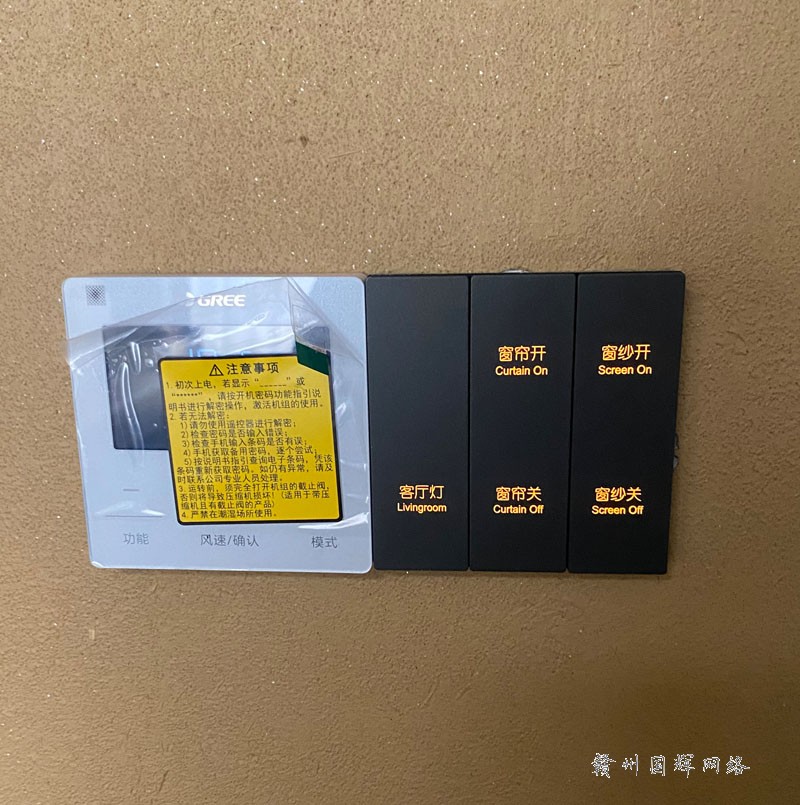 GREE
注意事项
1. 初次上电，若显示“------”或
“******”，请按开机密码功能指引说
明书进行解密操作，激活机组的使用。
2. 若无法解密：
1)请勿使用遥控器进行解密；
2)检查密码是否输入错误；
3)检查手机输入条码是否有误；
4)手机获取备用密码，逐个尝试；
5)按说明书指引查询电子条码，凭该
条码重新获取密码。如仍有异常，请及
时联系公司专业人员处理。
3. 运转前，须完全打开机组的截止阀，
否则将导致压缩机损坏！(适用于带压
缩机且有截止阀的产品)
4. 严禁在潮湿场所使用。
功能
风速/确认
模式
客厅灯
Livingroom
窗帘开
Curtain On
窗帘关
Curtain Off
窗纱开
Screen On
窗纱关
Screen Off
赣州国辉网络